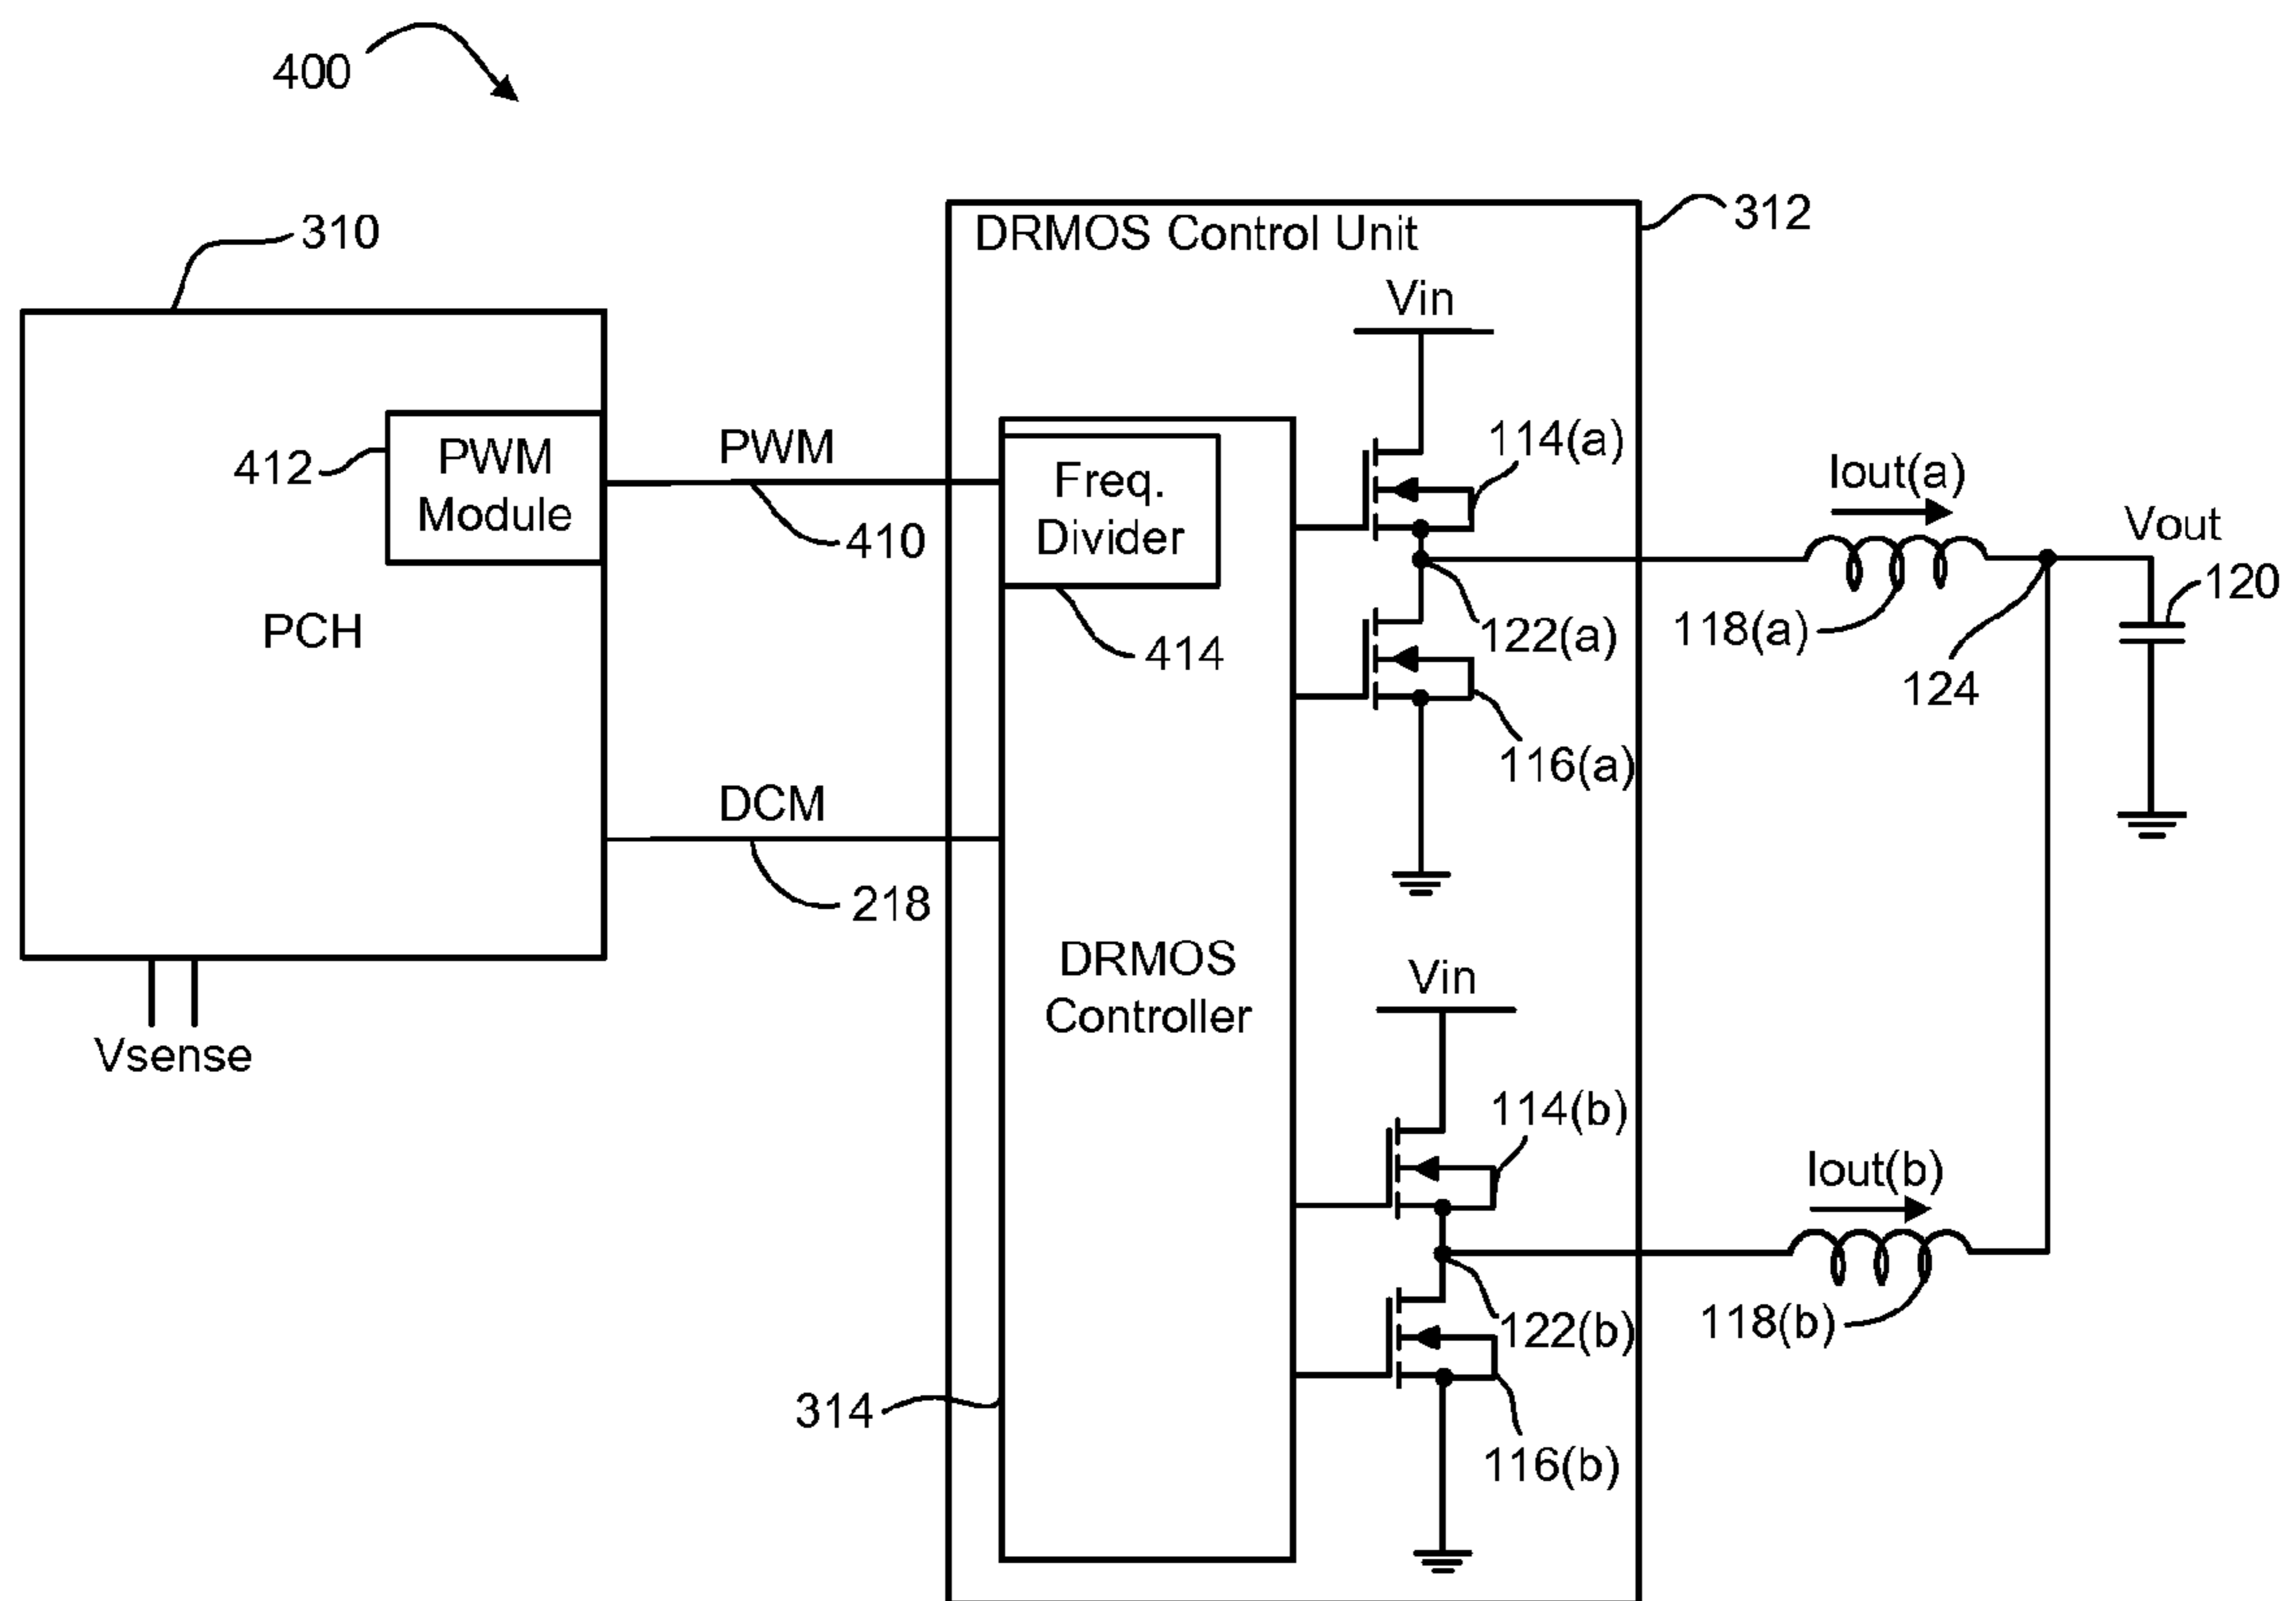 400
310
312
DRMOS Control Unit
Vin
412
PWM
Module
PWM
410
Freq.
Divider
414
114(a)
Iout(a)
Vout
120
PCH
122(a)
118(a)
124
116(a)
DCM
218
DRMOS
Controller
Vin
Vsense
114(b)
Iout(b)
122(b)
118(b)
314
116(b)